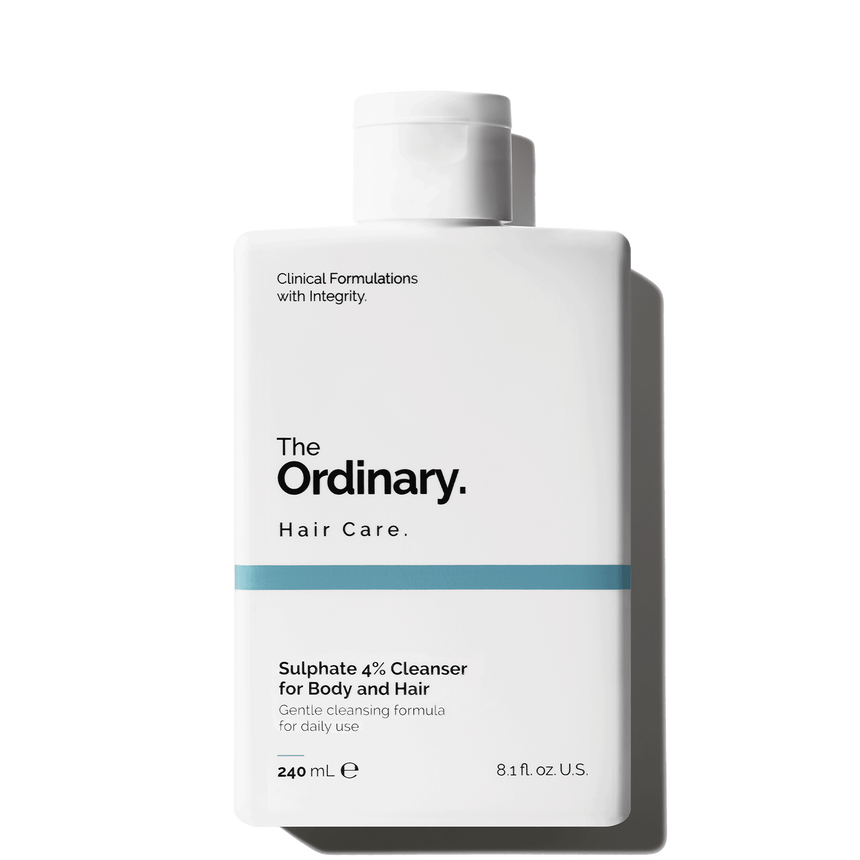 Clinical Formulations
with Integrity.
The
Ordinary.
Hair Care.
Sulphate 4% Cleanser
for Body and Hair
Gentle cleansing formula
for daily use
240 mL ℮
8.1 fl. oz. U.S.